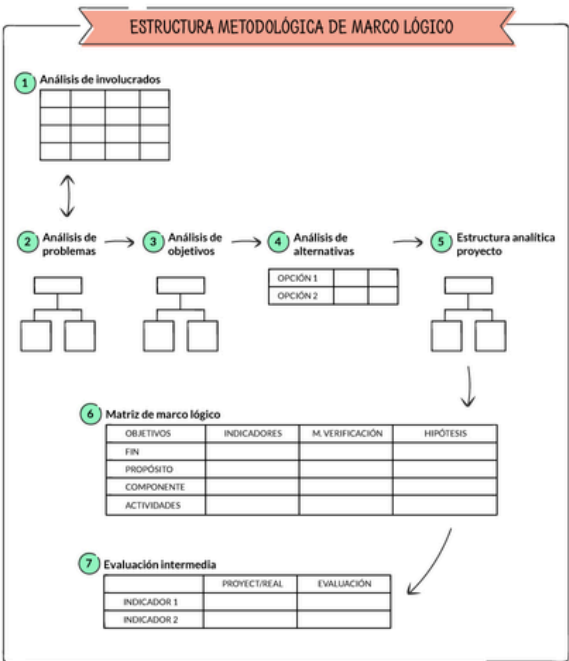 ESTRUCTURA METODOLÓGICA DE MARCO LÓGICO
1 Análisis de involucrados
2 Análisis de
problemas
3 Análisis de
objetivos
4 Análisis de
alternativas
OPCIÓN 1
OPCIÓN 2
5 Estructura analítica
proyecto
6 Matriz de marco lógico
OBJETIVOS INDICADORES M. VERIFICACIÓN HIPÓTESIS
FIN
PROPÓSITO
COMPONENTE
ACTIVIDADES
7 Evaluación intermedia
PROYECT/REAL EVALUACIÓN
INDICADOR 1
INDICADOR 2